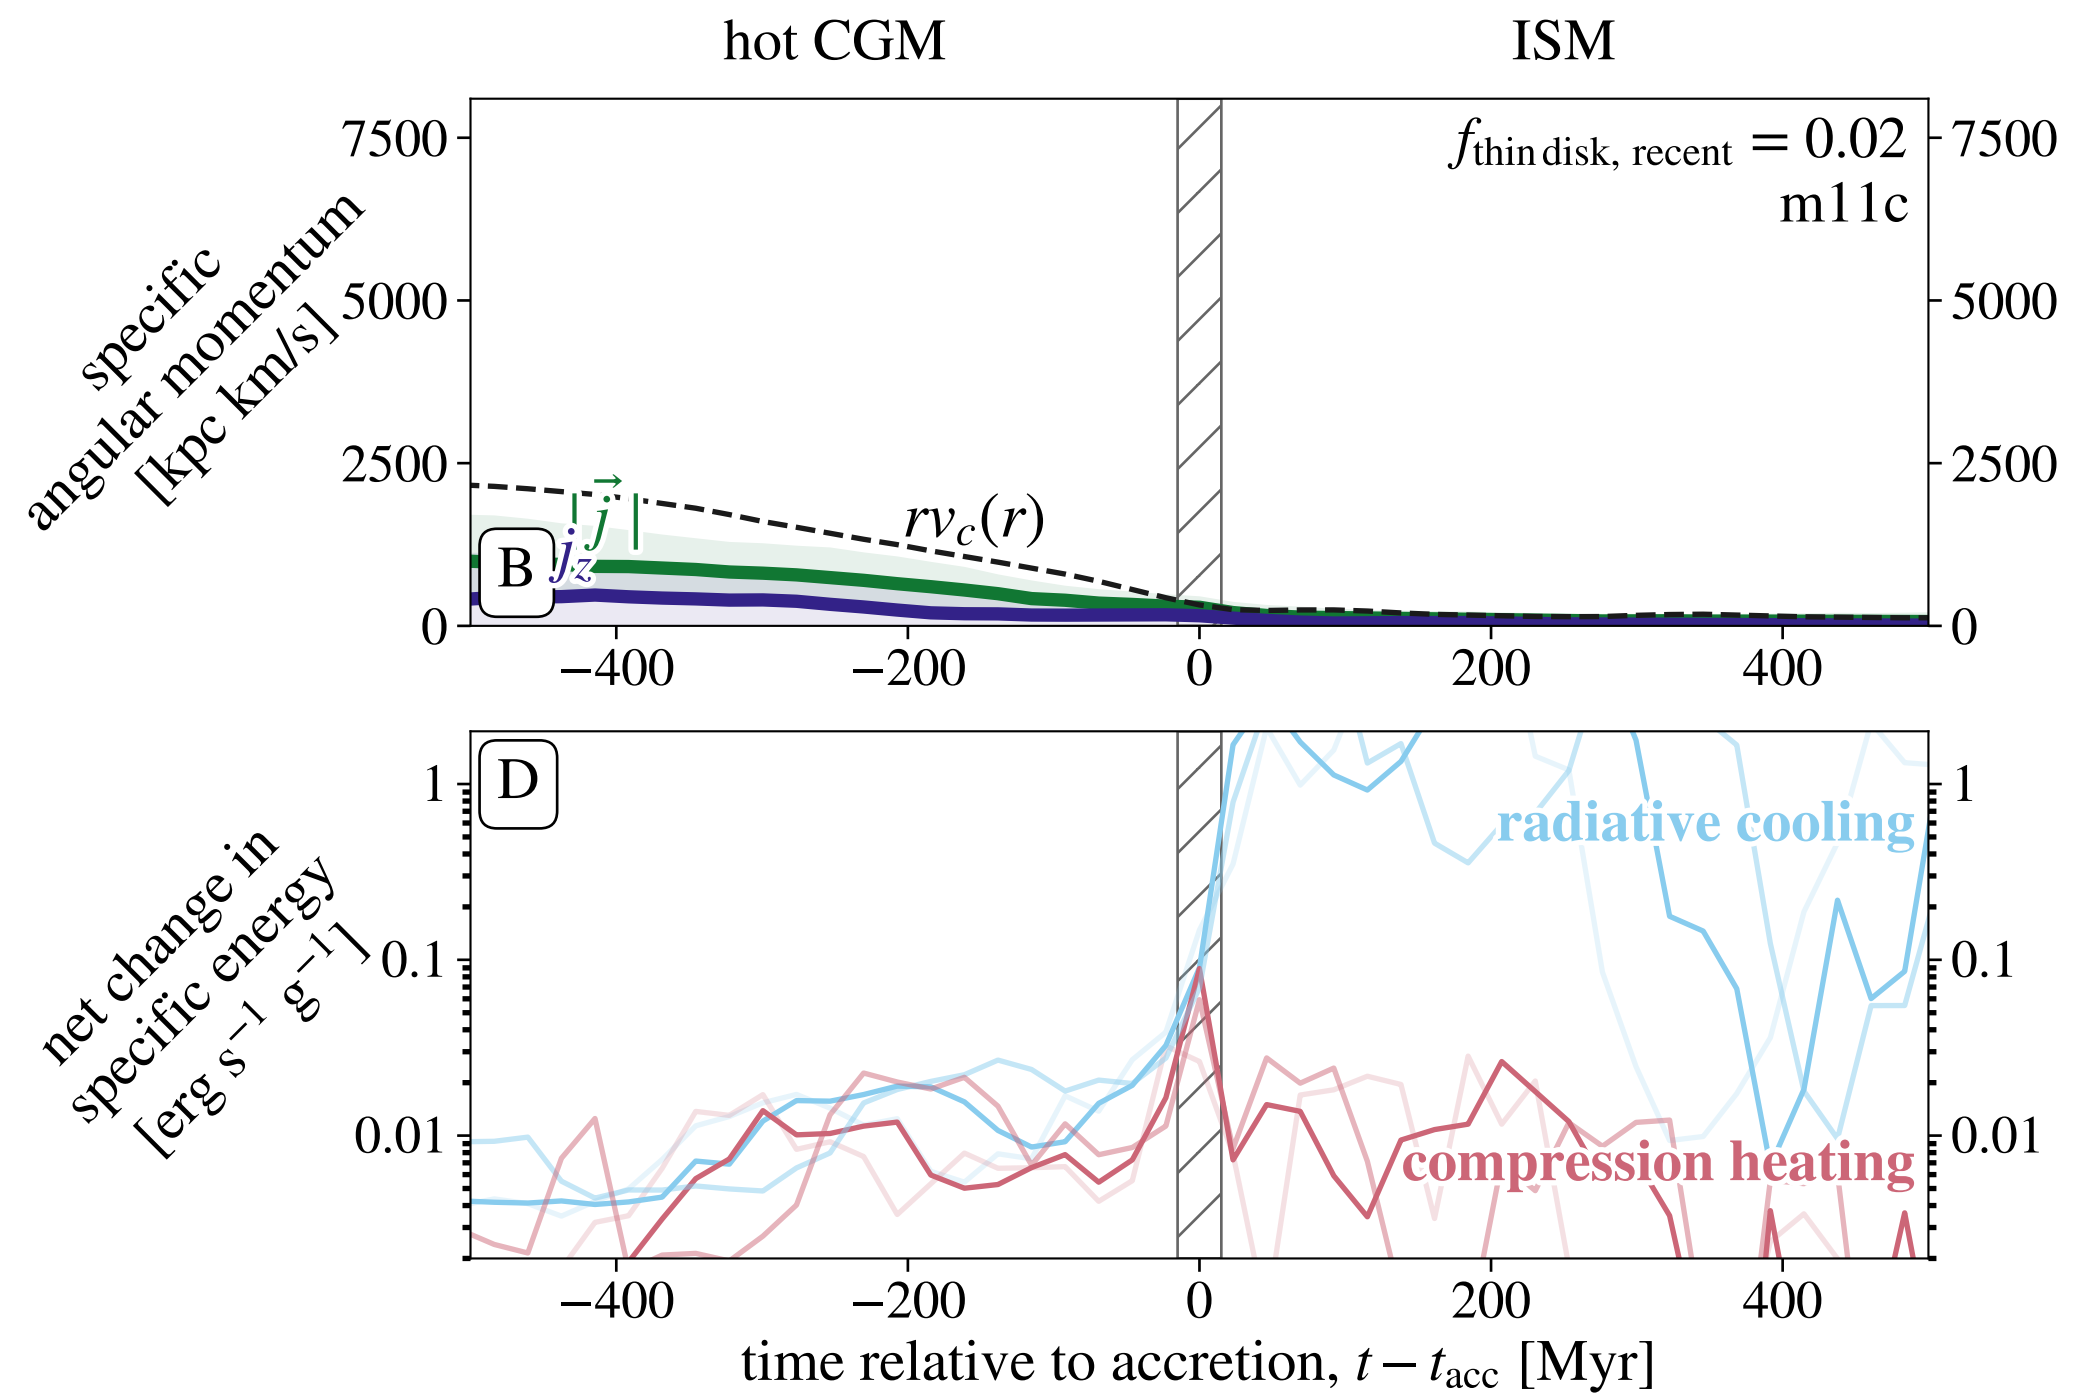 hot CGM
ISM
specific
angular momentum
[kpc km/s]
7500
5000
2500
0
f_thin disk, recent = 0.02
m11c
7500
5000
2500
0
|j⃗|
j_z
rv_c(r)
B
−400
−200
0
200
400
net change in
specific energy
[erg s⁻¹ g⁻¹]
1
0.1
0.01
D
radiative cooling
compression heating
1
0.1
0.01
−400
−200
0
200
400
time relative to accretion, t − t_acc [Myr]